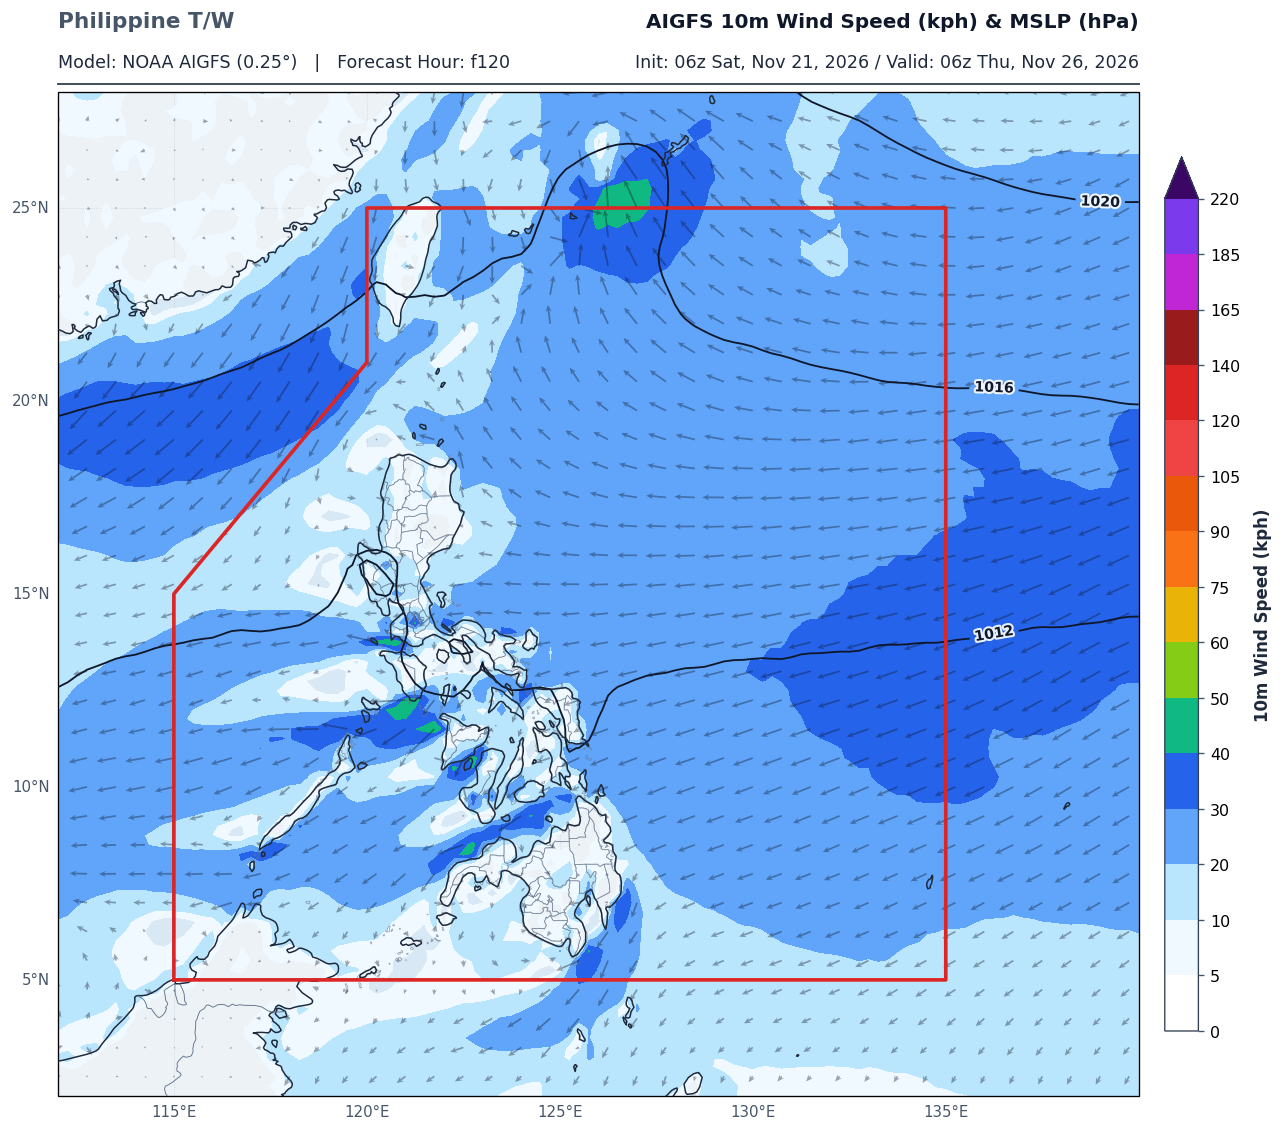 Philippine T/W
AIGFS 10m Wind Speed (kph) & MSLP (hPa)
Model: NOAA AIGFS (0.25°) | Forecast Hour: f120
Init: 06z Sat, Nov 21, 2026 / Valid: 06z Thu, Nov 26, 2026
25°N
20°N
15°N
10°N
5°N
115°E
120°E
125°E
130°E
135°E
1020
1016
1012
220
185
165
140
120
105
90
75
60
50
40
30
20
10
5
0
10m Wind Speed (kph)